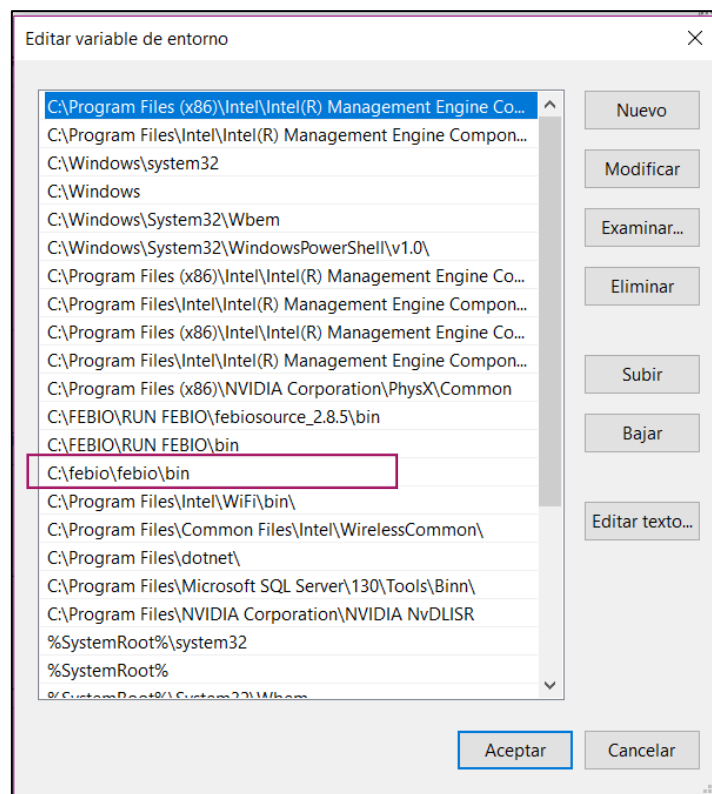 Editar variable de entorno
C:\Program Files (x86)\Intel\Intel(R) Management Engine Co...
C:\Program Files\Intel\Intel(R) Management Engine Compon...
C:\Windows\system32
C:\Windows
C:\Windows\System32\Wbem
C:\Windows\System32\WindowsPowerShell\v1.0\
C:\Program Files (x86)\Intel\Intel(R) Management Engine Co...
C:\Program Files\Intel\Intel(R) Management Engine Compon...
C:\Program Files (x86)\Intel\Intel(R) Management Engine Co...
C:\Program Files\Intel\Intel(R) Management Engine Compon...
C:\Program Files (x86)\NVIDIA Corporation\PhysX\Common
C:\FEBIO\RUN FEBIO\febiosource_2.8.5\bin
C:\FEBIO\RUN FEBIO\bin
C:\febio\febio\bin
C:\Program Files\Intel\WiFi\bin\
C:\Program Files\Common Files\Intel\WirelessCommon\
C:\Program Files\dotnet\
C:\Program Files\Microsoft SQL Server\130\Tools\Binn\
C:\Program Files\NVIDIA Corporation\NVIDIA NvDLISR
%SystemRoot%\system32
%SystemRoot%
%SystemRoot%\System32\Wbem
Nuevo
Modificar
Examinar...
Eliminar
Subir
Bajar
Editar texto...
Aceptar
Cancelar